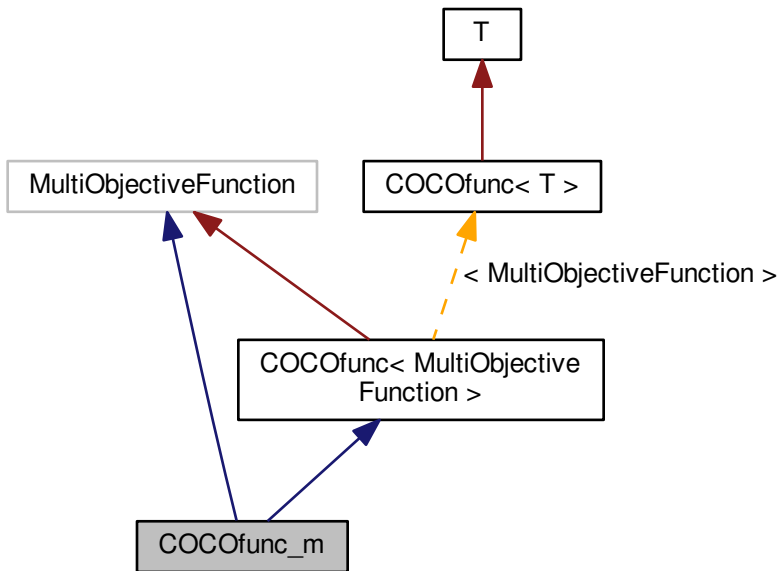 T
MultiObjectiveFunction
COCOfunc< T >
< MultiObjectiveFunction >
COCOfunc< MultiObjective
Function >
COCOfunc_m